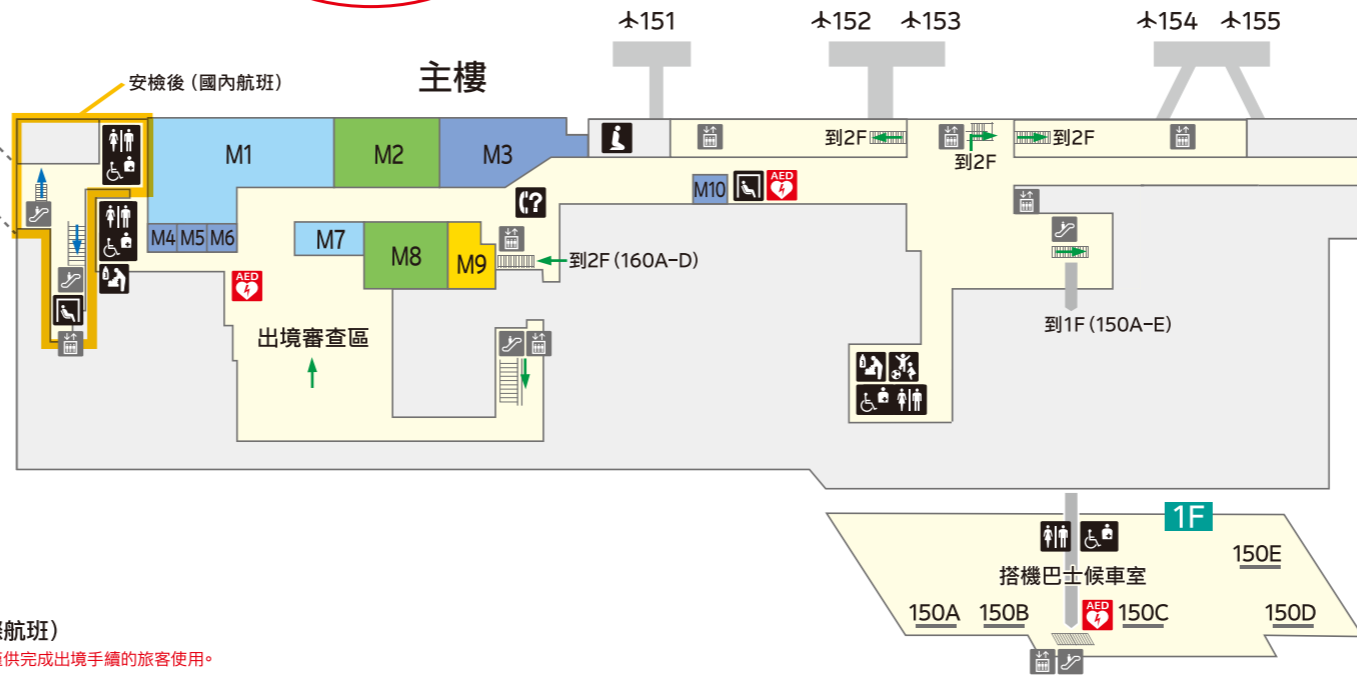 151
152
153
154
155
安檢後（國內航班）
主樓
M1
M2
M3
到2F
到2F
到2F
M10
AED
M4
M5
M6
M7
M8
M9
到2F（160A-D）
AED
出境審查區
到1F（150A-E）
1F
150E
搭機巴士候車室
150A
150B
AED
150C
150D
航班）
供完成出境手續的旅客使用。